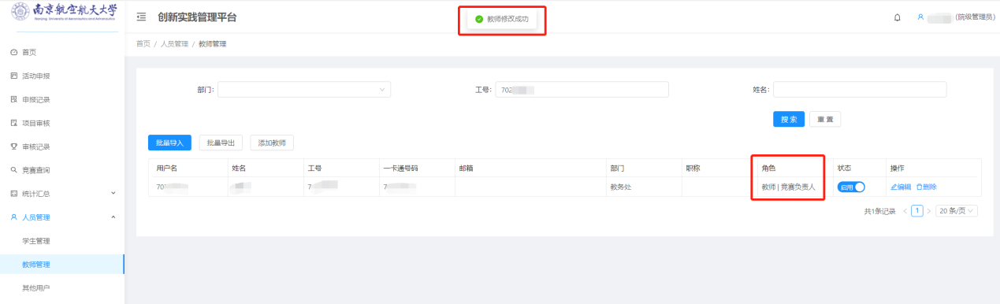 南京航空航天大学
Nanjing University of Aeronautics and Astronautics
创新实践管理平台
教师修改成功
(院级管理员)
首页 / 人员管理 / 教师管理
首页
活动申报
申报记录
项目审核
审核记录
竞赛查询
统计汇总
人员管理
学生管理
教师管理
其他用户
部门:
工号: 702
姓名:
搜 索 重 置
批量导入 批量导出 添加教师
用户名 姓名 工号 一卡通号码 邮箱 部门 职称 角色 状态 操作
70 7 7 教务处 教师 | 竞赛负责人 启用 编辑 删除
共1条记录 < 1 > 20 条/页